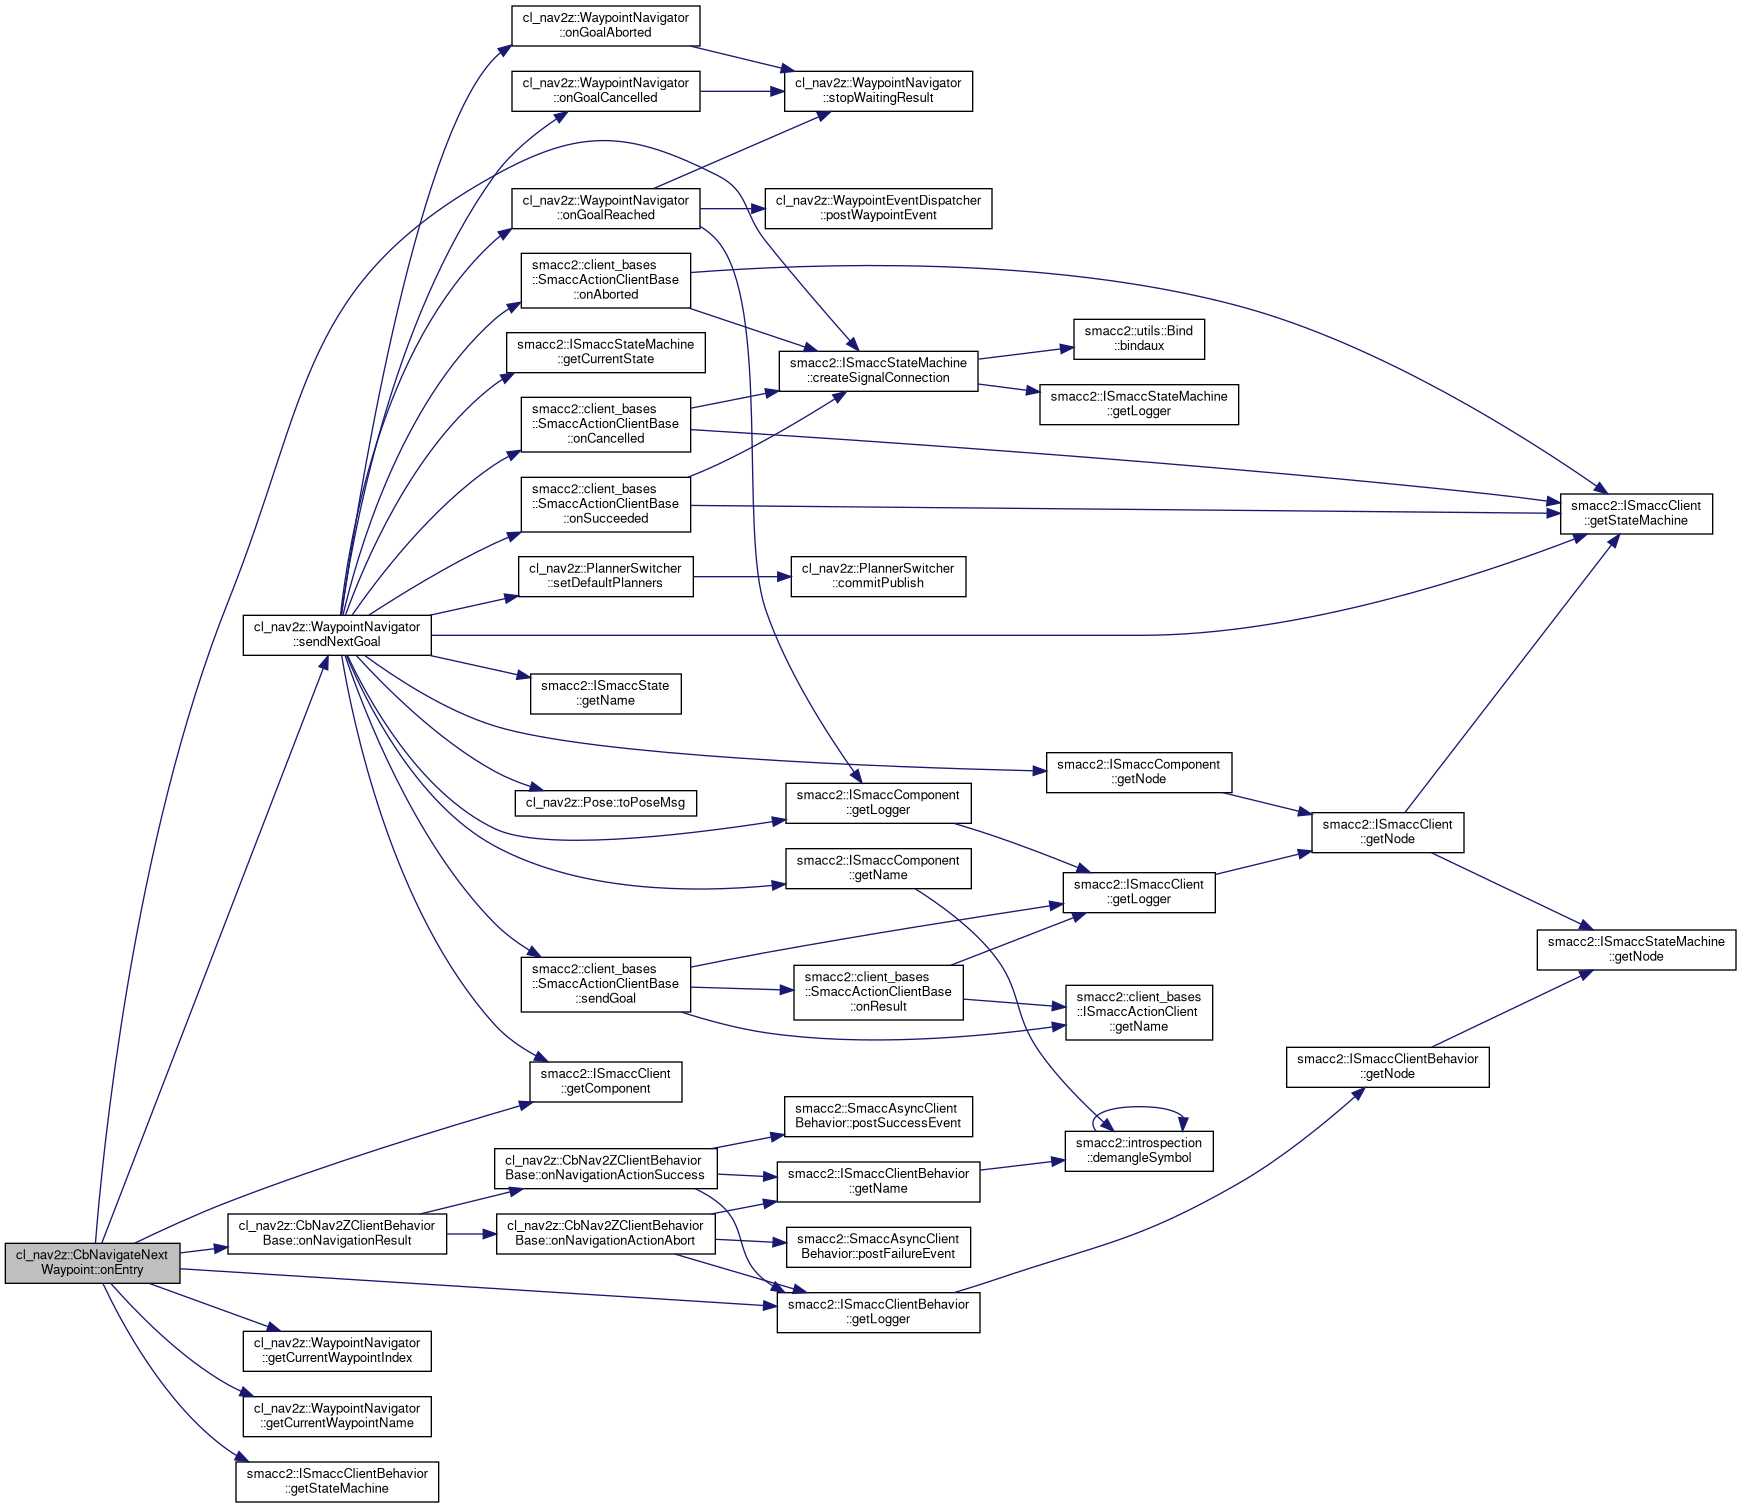 cl_nav2z::WaypointNavigator
::onGoalAborted
cl_nav2z::WaypointNavigator
::onGoalCancelled
cl_nav2z::WaypointNavigator
::stopWaitingResult
cl_nav2z::WaypointNavigator
::onGoalReached
cl_nav2z::WaypointEventDispatcher
::postWaypointEvent
smacc2::client_bases
::SmaccActionClientBase
::onAborted
smacc2::ISmaccStateMachine
::getCurrentState
smacc2::ISmaccStateMachine
::createSignalConnection
smacc2::utils::Bind
::bindaux
smacc2::ISmaccStateMachine
::getLogger
smacc2::client_bases
::SmaccActionClientBase
::onCancelled
smacc2::client_bases
::SmaccActionClientBase
::onSucceeded
smacc2::ISmaccClient
::getStateMachine
cl_nav2z::PlannerSwitcher
::setDefaultPlanners
cl_nav2z::PlannerSwitcher
::commitPublish
cl_nav2z::WaypointNavigator
::sendNextGoal
smacc2::ISmaccState
::getName
smacc2::ISmaccComponent
::getNode
cl_nav2z::Pose::toPoseMsg
smacc2::ISmaccComponent
::getLogger
smacc2::ISmaccClient
::getNode
smacc2::ISmaccComponent
::getName
smacc2::ISmaccClient
::getLogger
smacc2::ISmaccStateMachine
::getNode
smacc2::client_bases
::SmaccActionClientBase
::sendGoal
smacc2::client_bases
::SmaccActionClientBase
::onResult
smacc2::client_bases
::ISmaccActionClient
::getName
smacc2::ISmaccClient
::getComponent
smacc2::ISmaccClientBehavior
::getNode
smacc2::SmaccAsyncClient
Behavior::postSuccessEvent
smacc2::introspection
::demangleSymbol
cl_nav2z::CbNav2ZClientBehavior
Base::onNavigationActionSuccess
smacc2::ISmaccClientBehavior
::getName
cl_nav2z::CbNav2ZClientBehavior
Base::onNavigationResult
cl_nav2z::CbNav2ZClientBehavior
Base::onNavigationActionAbort
smacc2::SmaccAsyncClient
Behavior::postFailureEvent
cl_nav2z::CbNavigateNext
Waypoint::onEntry
smacc2::ISmaccClientBehavior
::getLogger
cl_nav2z::WaypointNavigator
::getCurrentWaypointIndex
cl_nav2z::WaypointNavigator
::getCurrentWaypointName
smacc2::ISmaccClientBehavior
::getStateMachine